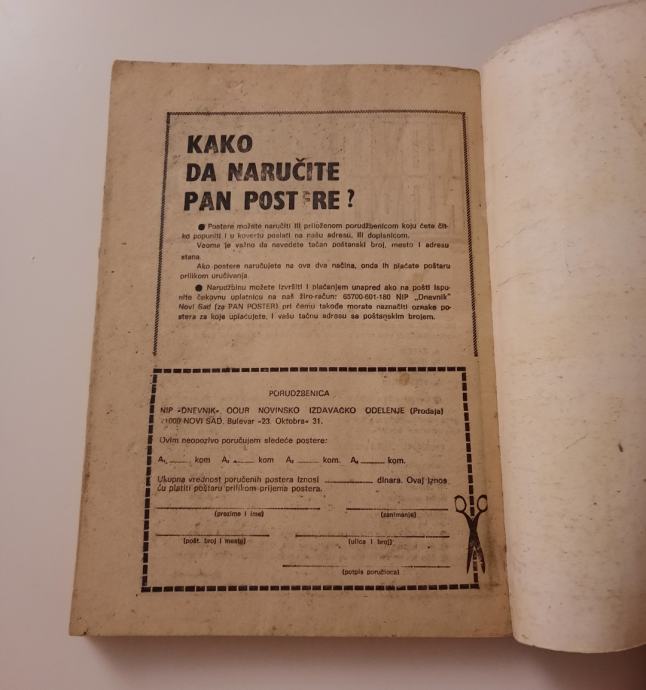 KAKO
DA NARUČITE
PAN POSTERE?
● Postere možete naručiti ili priloženom porudžbenicom koju ćete čit-
ko popuniti i u kovertu poslati na našu adresu, ili dopisnicom.
Veoma je važno da navedete tačan poštanski broj, mesto i adresu
stana.
Ako postere naručujete na ova dva načina, onda ih plaćate poštaru
prilikom uručivanja.
● Narudžbinu možete izvršiti i plaćanjem unapred ako na pošti ispu-
nite čekovnu uplatnicu na naš žiro-račun: 65700-601-180 NIP „Dnevnik"
Novi Sad (za PAN POSTER) pri čemu takođe morate naznačiti oznake po-
stera za koje uplaćujete, i vašu tačnu adresu sa poštanskim brojem.
PORUDŽBENICA
NIP »DNEVNIK«, OOUR NOVINSKO IZDAVAČKO ODELENJE (Prodaja)
21000 NOVI SAD, Bulevar »23. Oktobra« 31.
Ovim neopozivo poručujem sledeće postere:
A₁ ____ kom A ____ kom A ____ kom. A ____ kom.
Ukupna vrednost poručenih postera iznosi ________ dinara. Ovaj iznos
ću platiti poštaru prilikom prijema postera.
(prezime i ime) (zanimanje)
(pošt. broj i mesto) (ulica i broj)
(potpis poručioca)